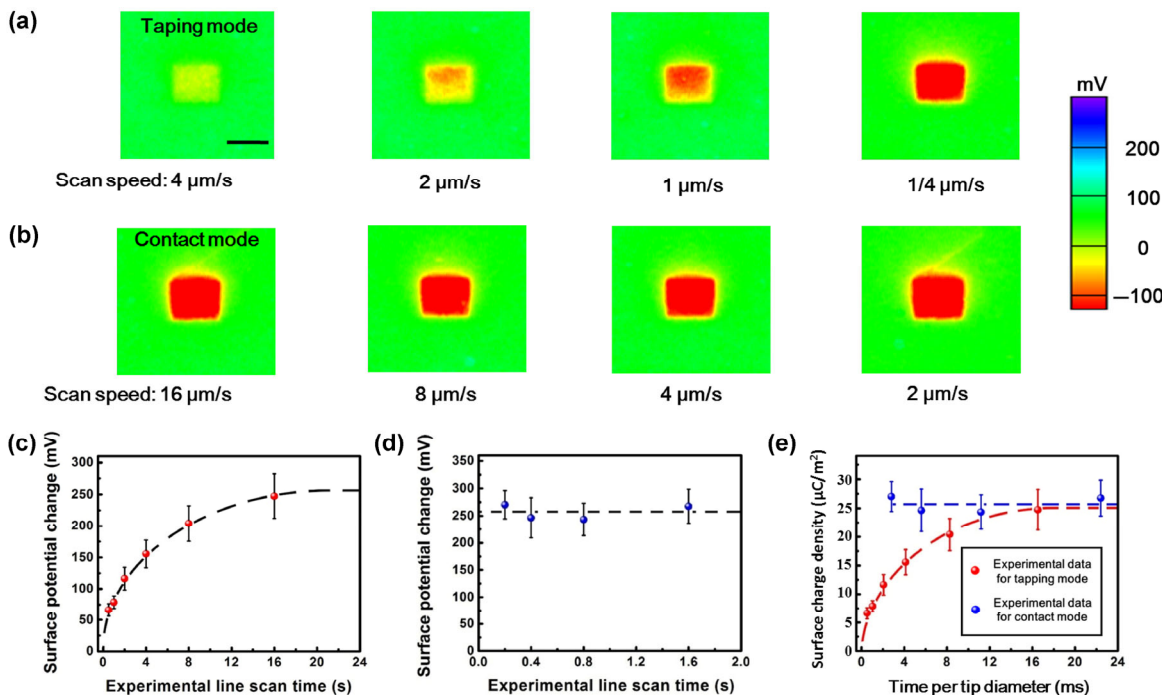 (a)
Taping mode
Scan speed: 4 μm/s
2 μm/s
1 μm/s
1/4 μm/s
mV
200
100
0
—100
(b)
Contact mode
Scan speed: 16 μm/s
8 μm/s
4 μm/s
2 μm/s
(c)
Surface potential change (mV)
300
250
200
150
100
50
0
0 4 8 12 16 20 24
Experimental line scan time (s)
(d)
Surface potential change (mV)
350
300
250
200
150
100
50
0
0.0 0.4 0.8 1.2 1.6 2.0
Experimental line scan time (s)
(e)
Surface charge density (μC/m²)
30
25
20
15
10
5
0
0 4 8 12 16 20 24
Time per tip diameter (ms)
Experimental data
for tapping mode
Experimental data
for contact mode